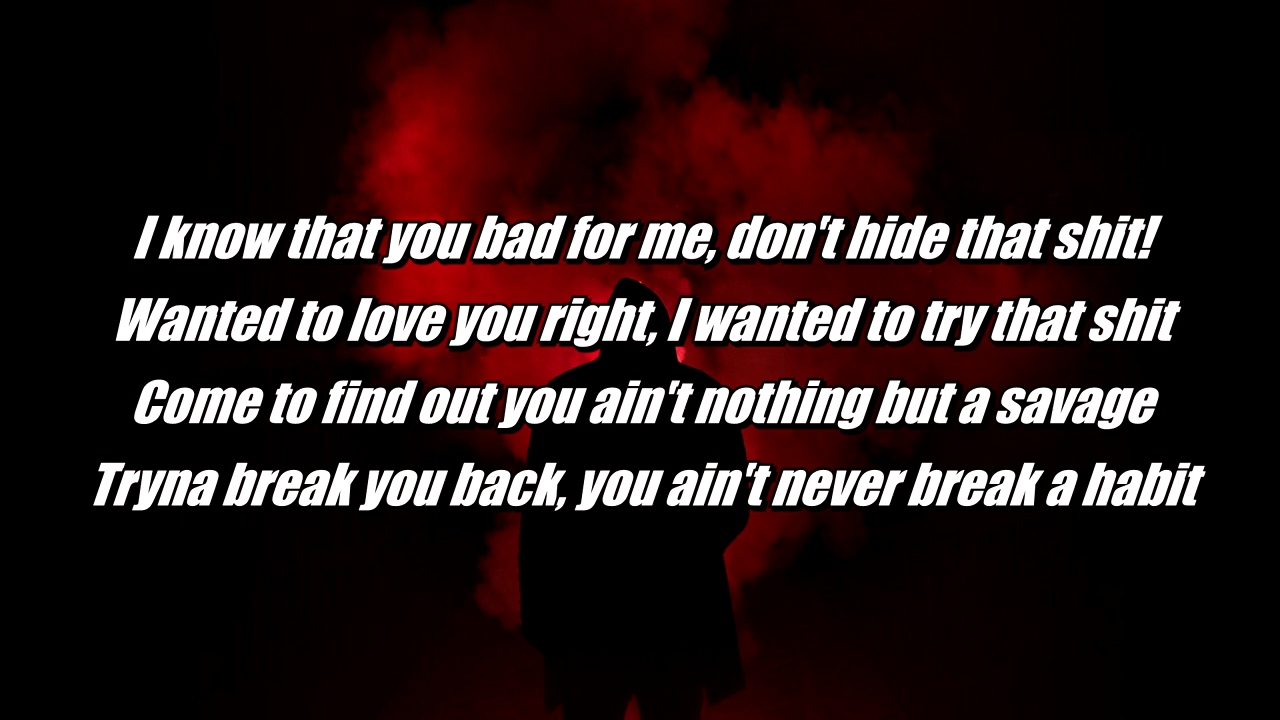 I know that you bad for me, don't hide that shit!
Wanted to love you right, I wanted to try that shit
Come to find out you ain't nothing but a savage
Tryna break you back, you ain't never break a habit